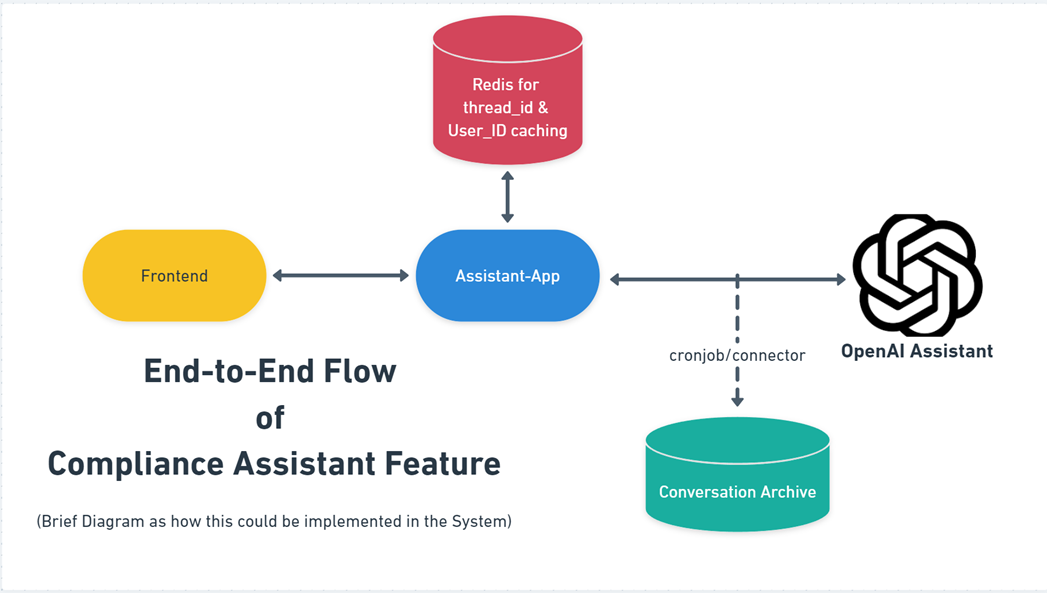 Redis for
thread_id &
User_ID caching
Frontend
Assistant-App
OpenAI Assistant
cronjob/connector
End-to-End Flow
of
Compliance Assistant Feature
(Brief Diagram as how this could be implemented in the System)
Conversation Archive